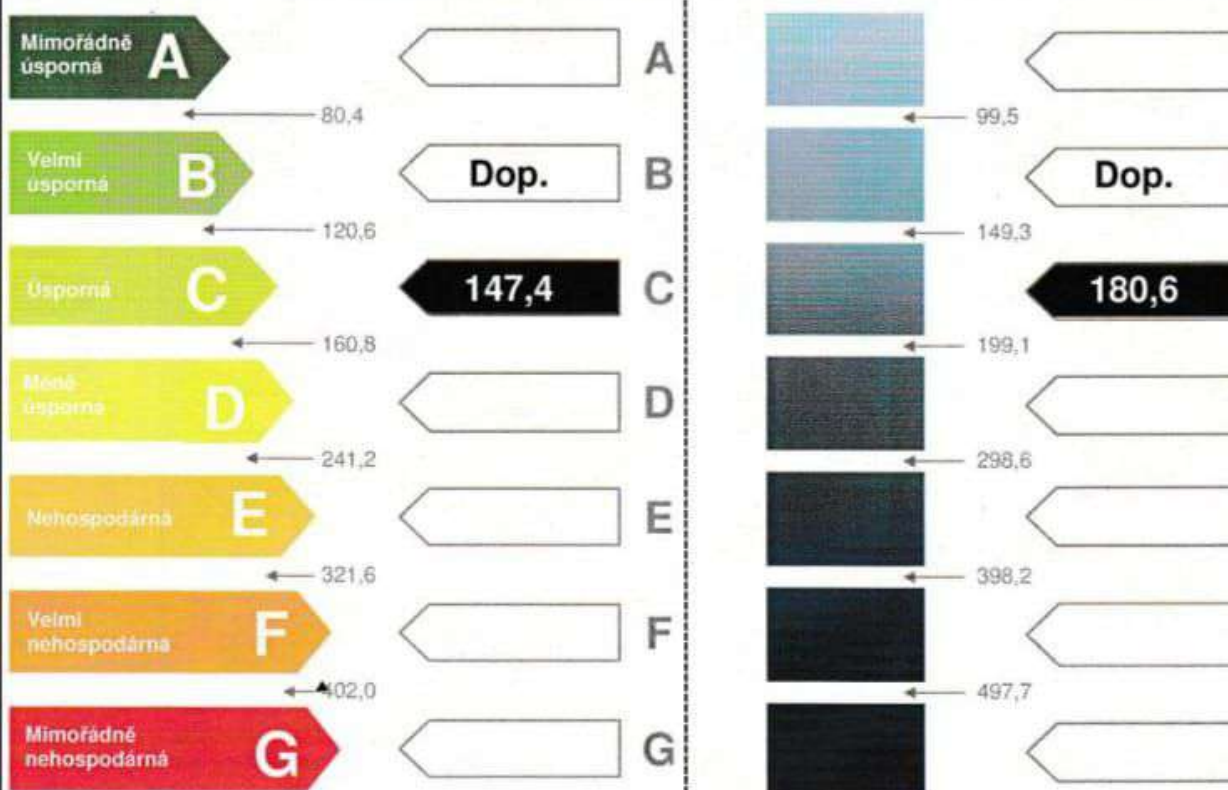 Mimořádně
úsporná
A
A
80,4
99,5
Velmi
úsporná
B
Dop.
B
Dop.
120,6
149,3
Úsporná
C
147,4
C
180,6
160,8
199,1
Méně
úsporná
D
D
241,2
298,6
Nehospodárná
E
E
321,6
398,2
Velmi
nehospodárná
F
F
402,0
497,7
Mimořádně
nehospodárná
G
G